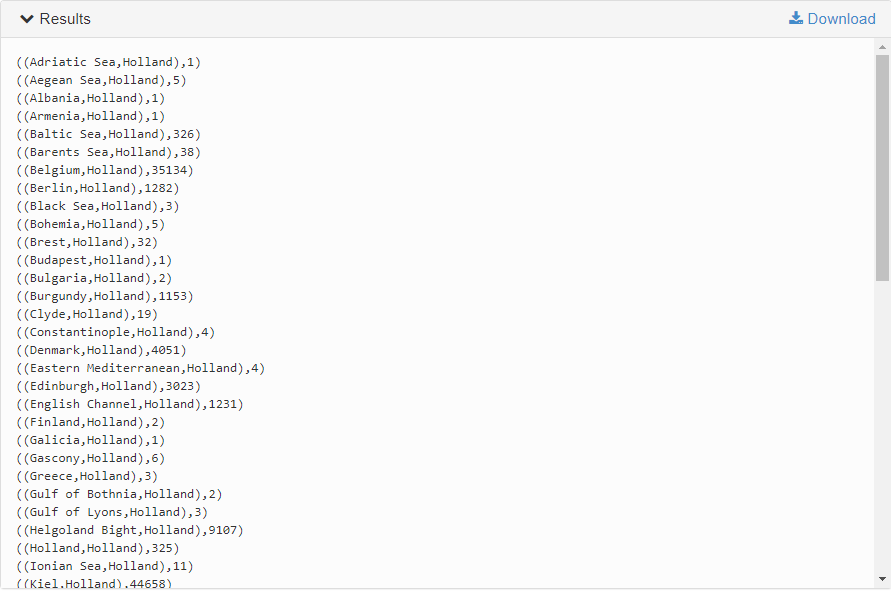 Results
Download
((Adriatic Sea,Holland),1)
((Aegean Sea,Holland),5)
((Albania,Holland),1)
((Armenia,Holland),1)
((Baltic Sea,Holland),326)
((Barents Sea,Holland),38)
((Belgium,Holland),35134)
((Berlin,Holland),1282)
((Black Sea,Holland),3)
((Bohemia,Holland),5)
((Brest,Holland),32)
((Budapest,Holland),1)
((Bulgaria,Holland),2)
((Burgundy,Holland),1153)
((Clyde,Holland),19)
((Constantinople,Holland),4)
((Denmark,Holland),4051)
((Eastern Mediterranean,Holland),4)
((Edinburgh,Holland),3023)
((English Channel,Holland),1231)
((Finland,Holland),2)
((Galicia,Holland),1)
((Gascony,Holland),6)
((Greece,Holland),3)
((Gulf of Bothnia,Holland),2)
((Gulf of Lyons,Holland),3)
((Helgoland Bight,Holland),9107)
((Holland,Holland),325)
((Ionian Sea,Holland),11)
((Kiel,Holland),44658)